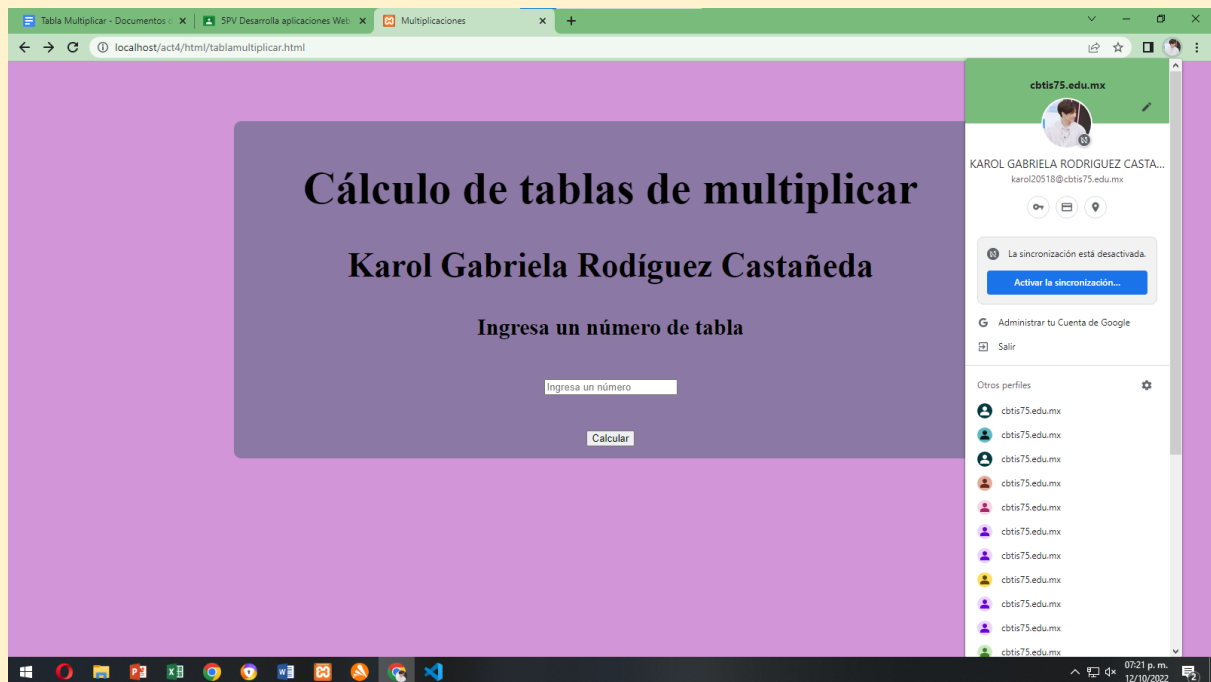 Tabla Multiplicar - Documentos d
5PV Desarrolla aplicaciones Web
Multiplicaciones
localhost/act4/html/tablamultiplicar.html
Cálculo de tablas de multiplicar
Karol Gabriela Rodíguez Castañeda
Ingresa un número de tabla
Ingresa un número
Calcular
cbtis75.edu.mx
KAROL GABRIELA RODRIGUEZ CASTA...
karol20518@cbtis75.edu.mx
La sincronización está desactivada.
Activar la sincronización...
Administrar tu Cuenta de Google
Salir
Otros perfiles
cbtis75.edu.mx
cbtis75.edu.mx
cbtis75.edu.mx
cbtis75.edu.mx
cbtis75.edu.mx
cbtis75.edu.mx
cbtis75.edu.mx
cbtis75.edu.mx
cbtis75.edu.mx
cbtis75.edu.mx
cbtis75.edu.mx
07:21 p. m.
12/10/2022
2